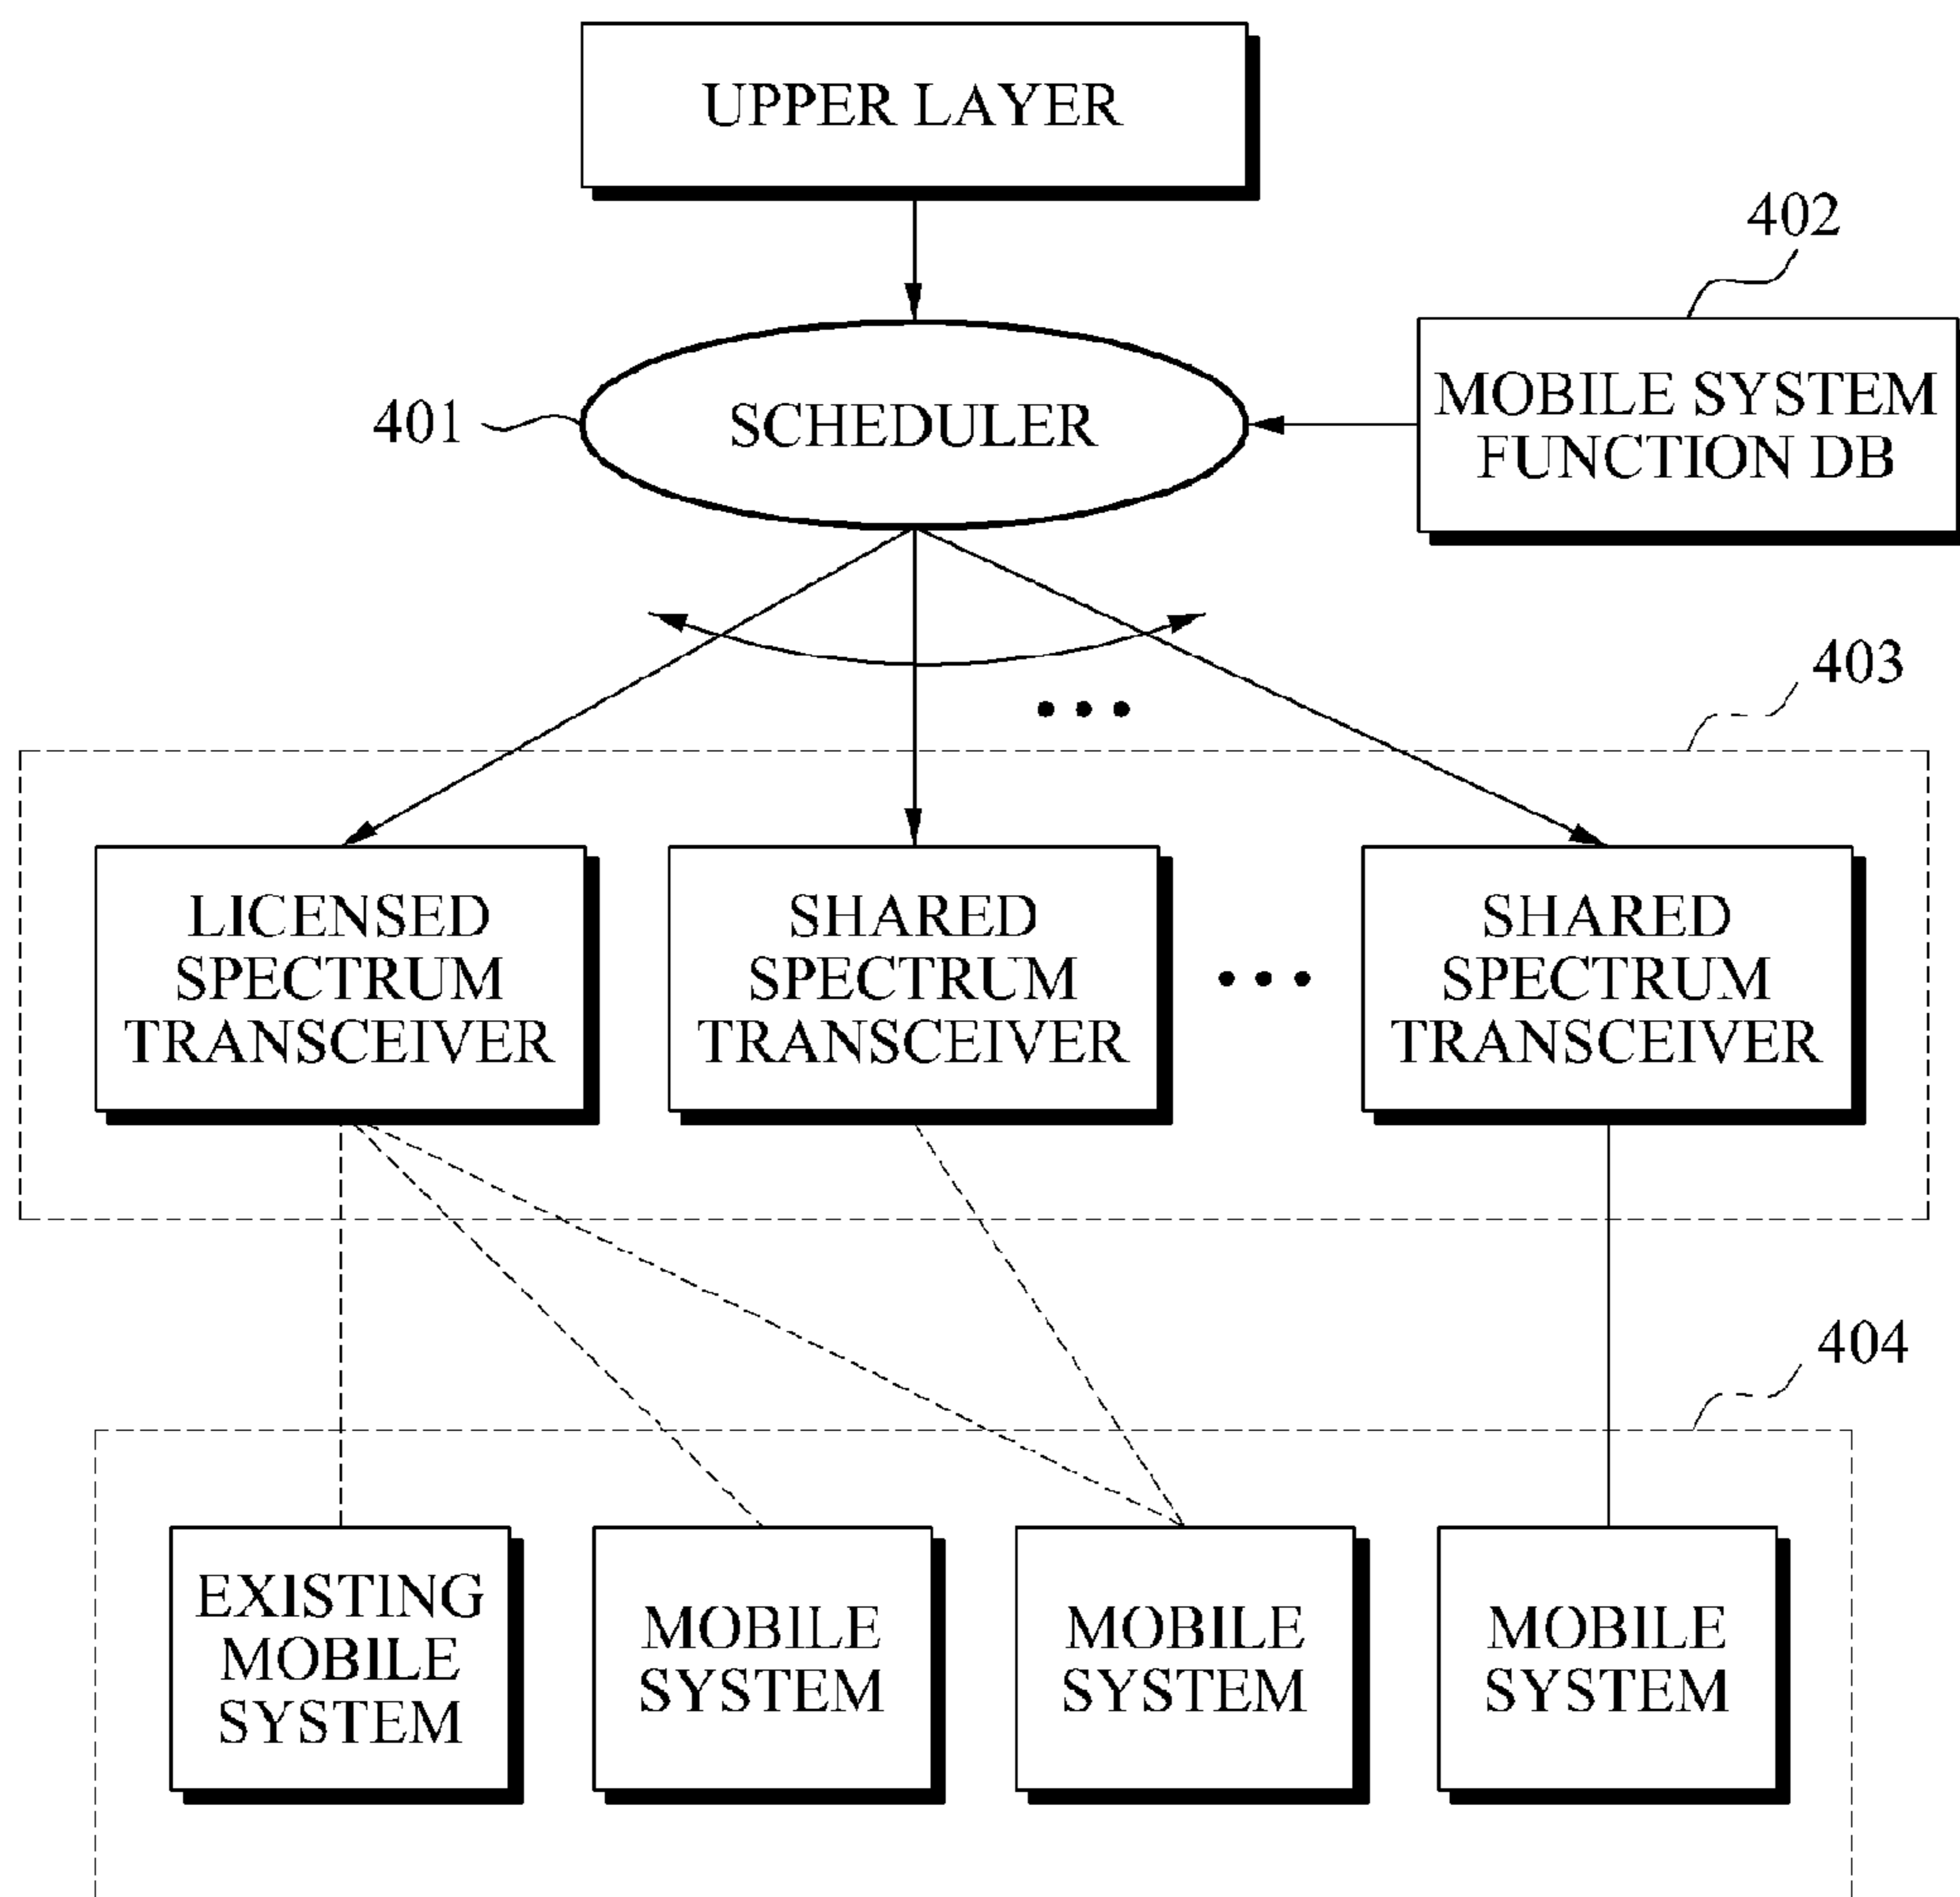 UPPER LAYER
402
MOBILE SYSTEM
FUNCTION DB
401
SCHEDULER
403
LICENSED
SPECTRUM
TRANSCEIVER
SHARED
SPECTRUM
TRANSCEIVER
SHARED
SPECTRUM
TRANSCEIVER
404
EXISTING
MOBILE
SYSTEM
MOBILE
SYSTEM
MOBILE
SYSTEM
MOBILE
SYSTEM